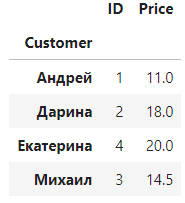 ID Price
Customer
Андрей 1 11.0
Дарина 2 18.0
Екатерина 4 20.0
Михаил 3 14.5